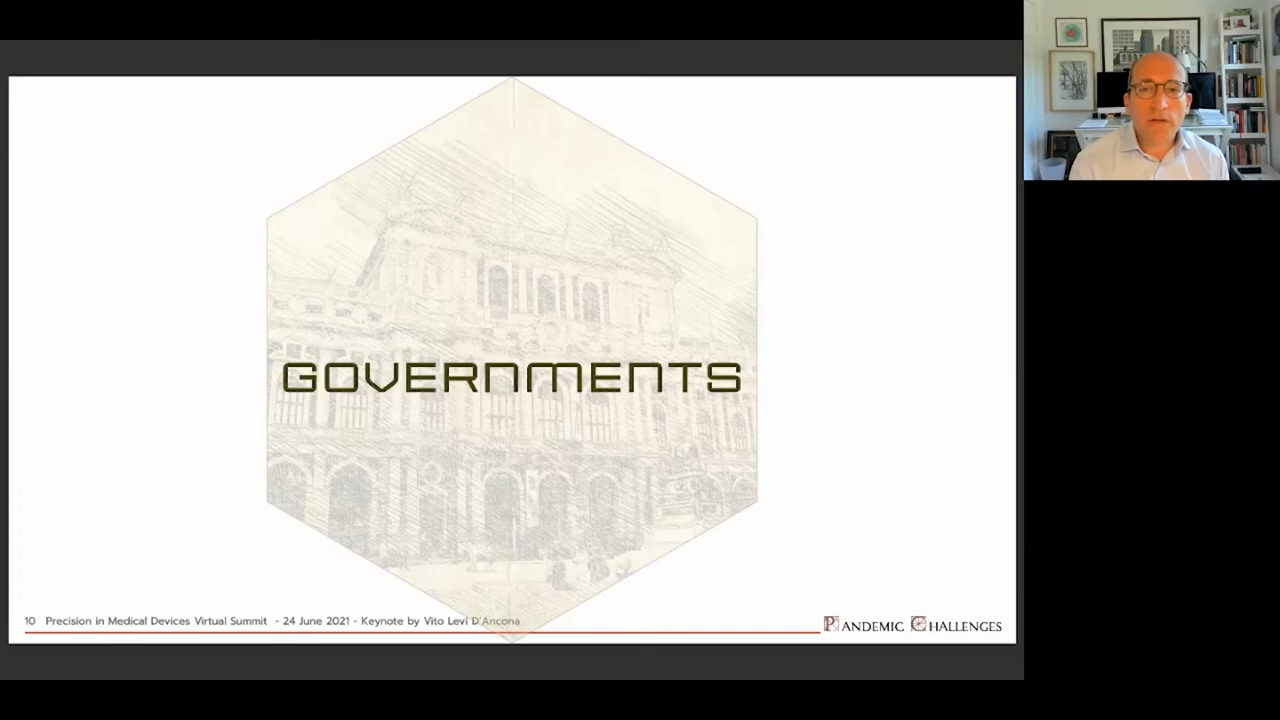 GOVERNMENTS
10 Precision in Medical Devices Virtual Summit - 24 June 2021 - Keynote by Vito Levi D'Ancona
PANDEMIC CHALLENGES